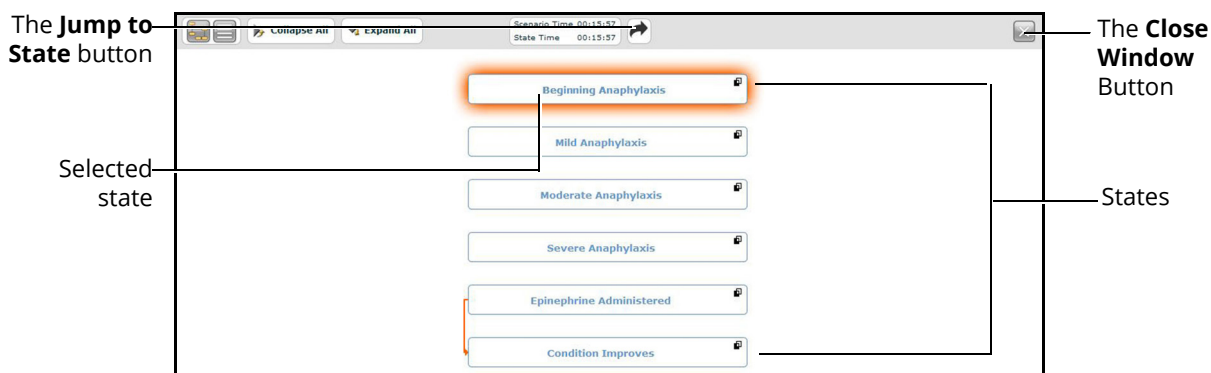 The Jump to
State button
Collapse All
Expand All
Scenario Time 00:15:57
State Time 00:15:57
The Close
Window
Button
Beginning Anaphylaxis
Mild Anaphylaxis
Selected
state
Moderate Anaphylaxis
States
Severe Anaphylaxis
Epinephrine Administered
Condition Improves